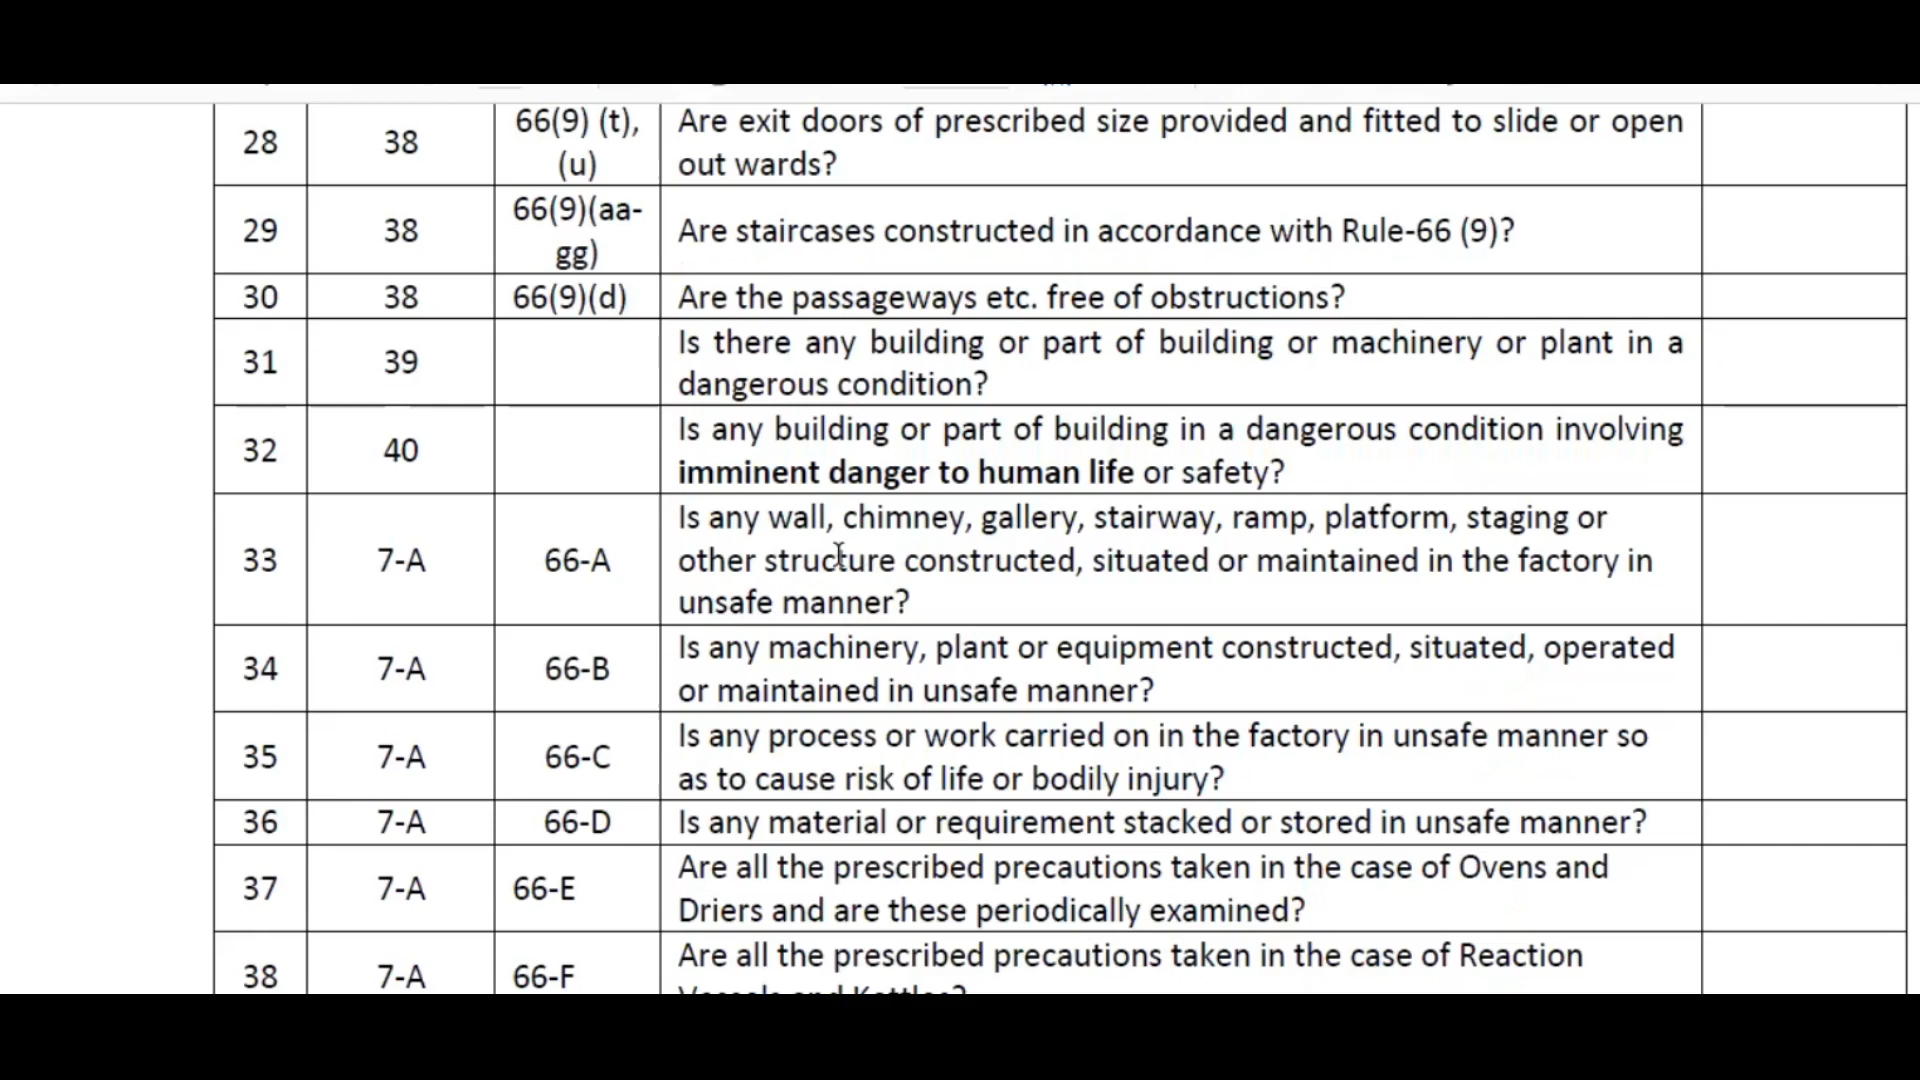 28 38 66(9) (t), (u) Are exit doors of prescribed size provided and fitted to slide or open
out wards?
29 38 66(9)(aa-gg) Are staircases constructed in accordance with Rule-66 (9)?
30 38 66(9)(d) Are the passageways etc. free of obstructions?
31 39 Is there any building or part of building or machinery or plant in a
dangerous condition?
32 40 Is any building or part of building in a dangerous condition involving
imminent danger to human life or safety?
33 7-A 66-A Is any wall, chimney, gallery, stairway, ramp, platform, staging or
other structure constructed, situated or maintained in the factory in
unsafe manner?
34 7-A 66-B Is any machinery, plant or equipment constructed, situated, operated
or maintained in unsafe manner?
35 7-A 66-C Is any process or work carried on in the factory in unsafe manner so
as to cause risk of life or bodily injury?
36 7-A 66-D Is any material or requirement stacked or stored in unsafe manner?
37 7-A 66-E Are all the prescribed precautions taken in the case of Ovens and
Driers and are these periodically examined?
38 7-A 66-F Are all the prescribed precautions taken in the case of Reaction